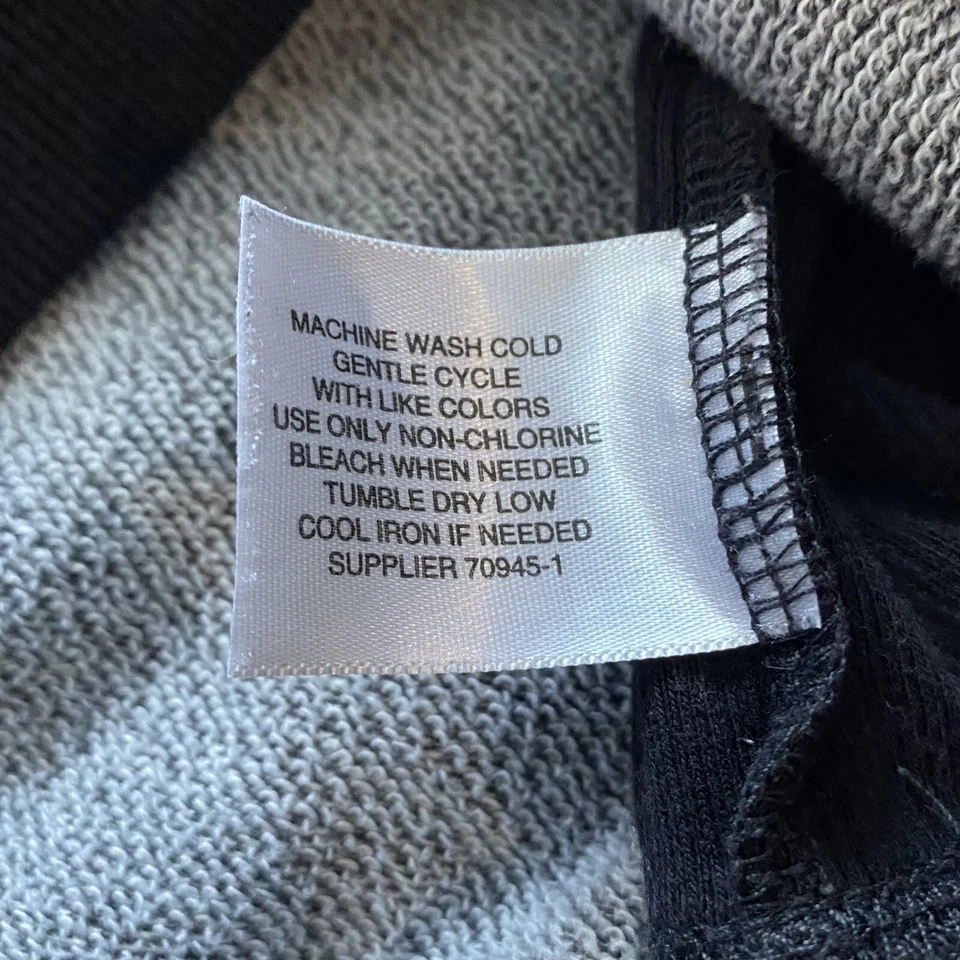 MACHINE WASH COLD
GENTLE CYCLE
WITH LIKE COLORS
USE ONLY NON-CHLORINE
BLEACH WHEN NEEDED
TUMBLE DRY LOW
COOL IRON IF NEEDED
SUPPLIER 70945-1